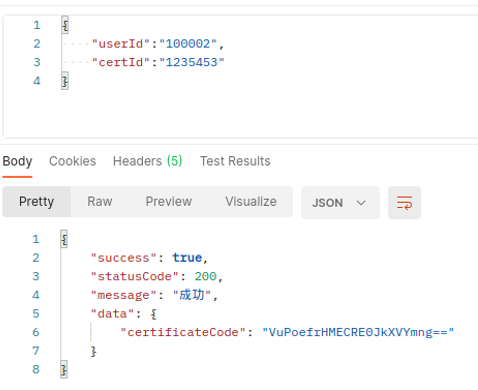 1 {
2 "userId":"100002",
3 "certId":"1235453"
4 }
Body Cookies Headers (5) Test Results
Pretty Raw Preview Visualize JSON
1 {
2 "success": true,
3 "statusCode": 200,
4 "message": "成功",
5 "data": {
6 "certificateCode": "VuPoefrHMECRE0JkXVYmng=="
7 }
8 }